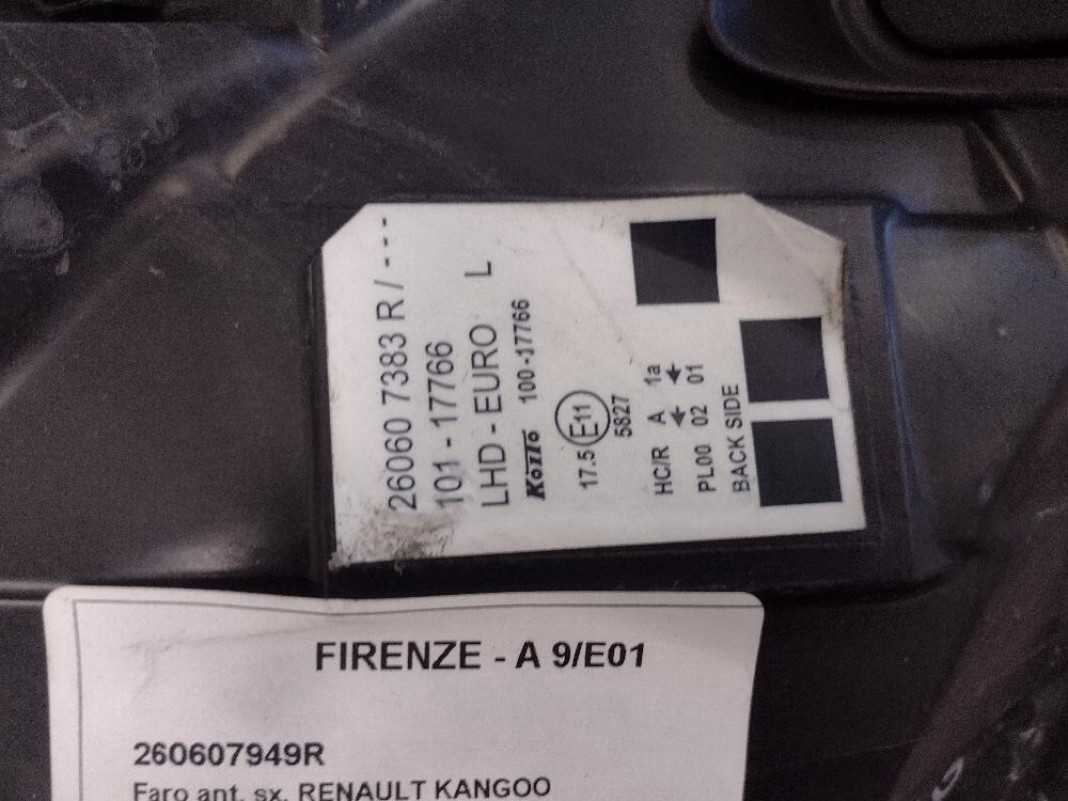 26060 7383 R / ---
101 - 17766
LHD - EURO L
Koito 100-17766
17.5 E11
5827
HC/R A 1a
PL00 02 01
BACK SIDE
FIRENZE - A 9/E01
260607949R
Faro ant. sx. RENAULT KANGOO